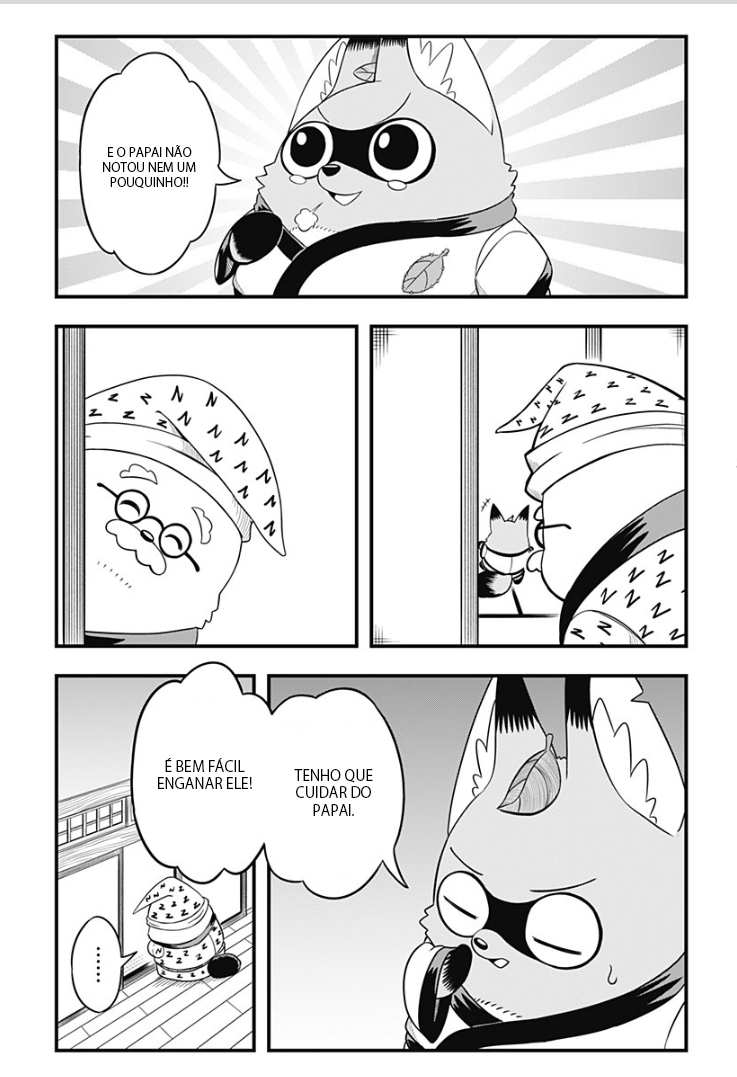 E O PAPAI NÃO
NOTOU NEM UM
POUQUINHO!!
TENHO QUE
CUIDAR DO
PAPAI.
É BEM FÁCIL
ENGANAR ELE!
......